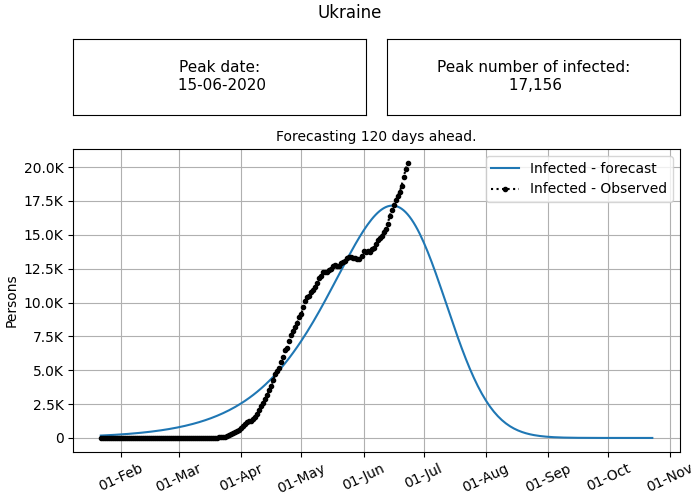 Ukraine
Peak date:
15-06-2020
Peak number of infected:
17,156
Forecasting 120 days ahead.
Infected - forecast
Infected - Observed
20.0K
17.5K
15.0K
12.5K
10.0K
7.5K
5.0K
2.5K
0
Persons
01-Feb
01-Mar
01-Apr
01-May
01-Jun
01-Jul
01-Aug
01-Sep
01-Oct
01-Nov